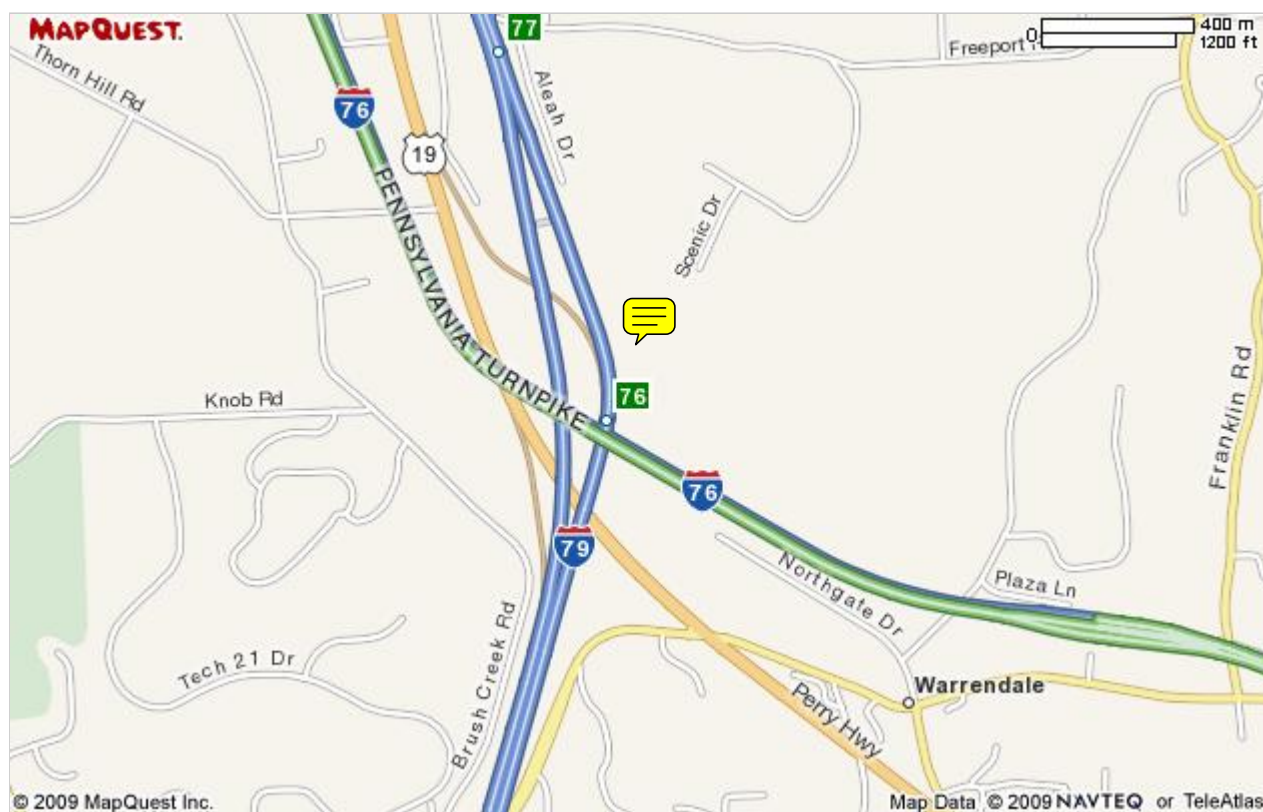 MAPQUEST.
77
0
400 m
1200 ft
Freeport
Thorn Hill Rd
76
Aleah Dr
19
PENNSYLVANIA TURNPIKE
Scenic Dr
Franklin Rd
Knob Rd
76
76
79
Northgate Dr
Plaza Ln
Tech 21 Dr
Brush Creek Rd
Warrendale
Perry Hwy
© 2009 MapQuest Inc.
Map Data © 2009 NAVTEQ or TeleAtlas